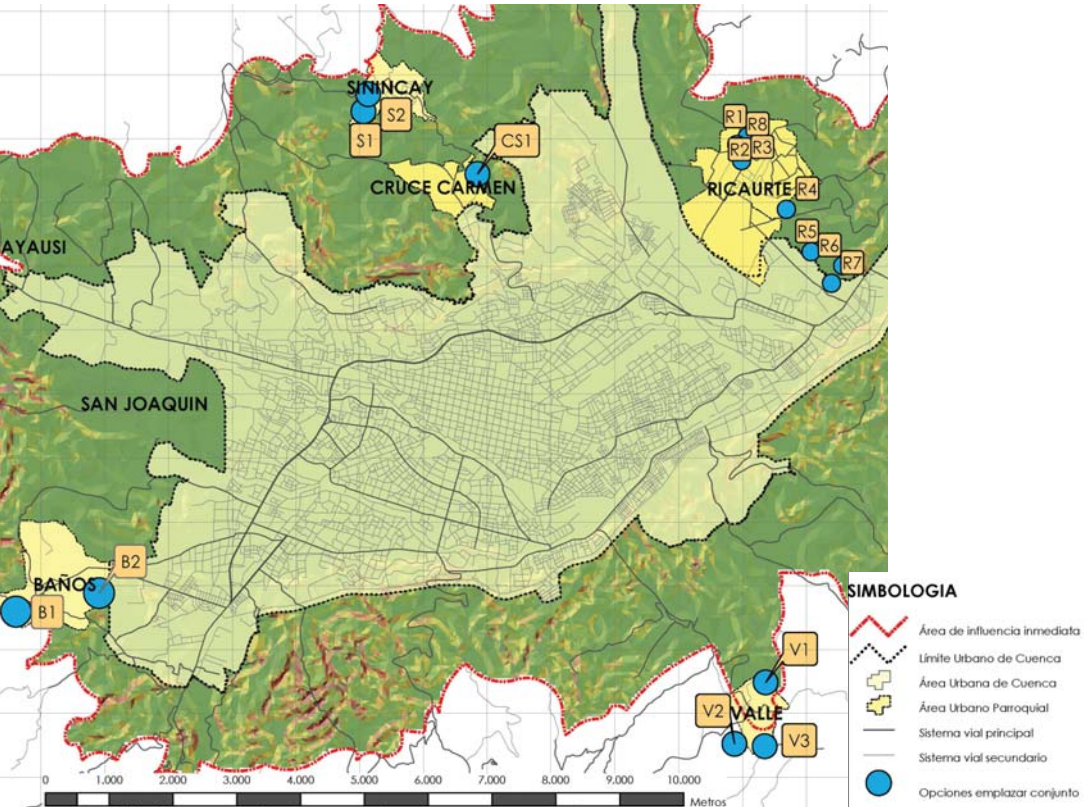 SININCAY
S2
S1
CS1
CRUCE CARMEN
R1
R8
R2
R3
RICAURTE
R4
R5
R6
R7
AYAUSI
SAN JOAQUIN
BAÑOS
B2
B1
V1
V2
VALLE
V3
0 1.000 2.000 3.000 4.000 5.000 6.000 7.000 8.000 9.000 10.000
Metros
SIMBOLOGIA
Área de influencia inmediata
Límite Urbano de Cuenca
Área Urbana de Cuenca
Área Urbano Parroquial
Sistema vial principal
Sistema vial secundario
Opciones emplazar conjunto